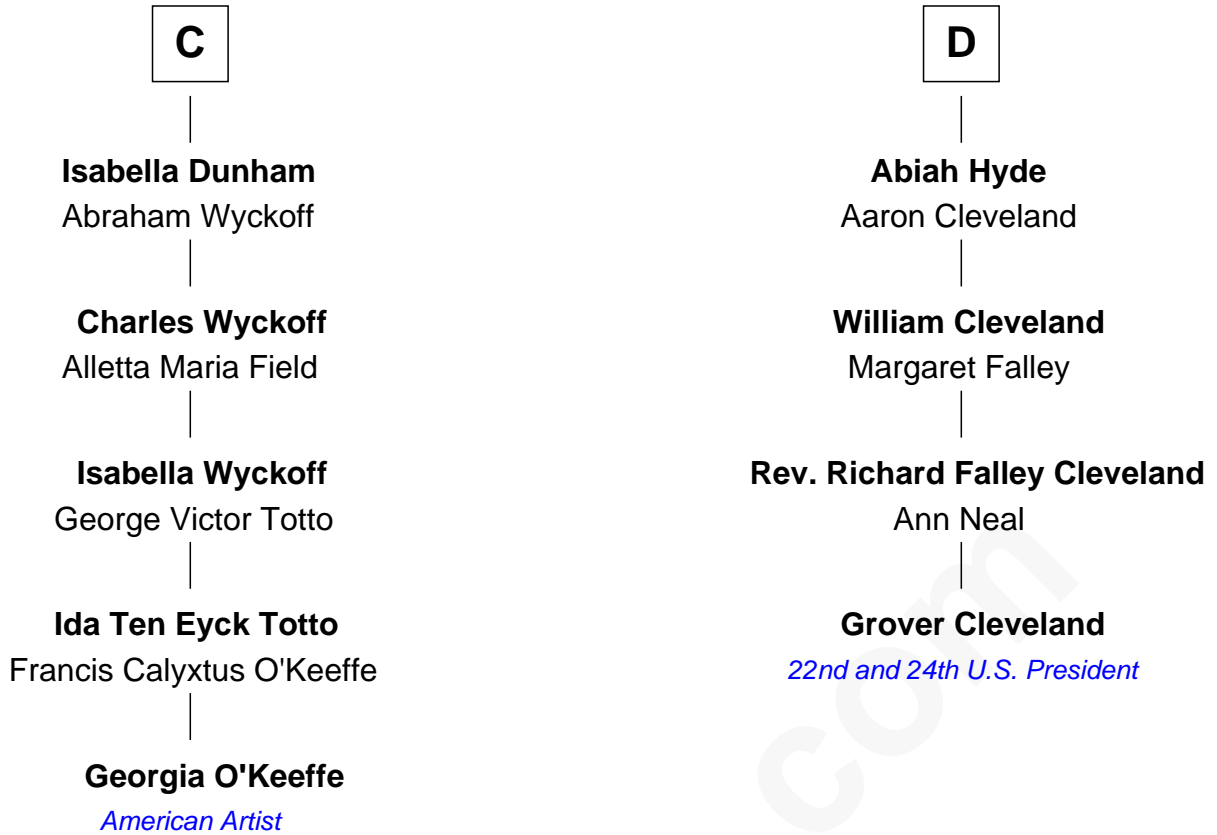 C
Isabella Dunham
Abraham Wyckoff
Charles Wyckoff
Alletta Maria Field
Isabella Wyckoff
George Victor Totto
Ida Ten Eyck Totto
Francis Calyxtus O'Keeffe
Georgia O'Keeffe
American Artist
D
Abiah Hyde
Aaron Cleveland
William Cleveland
Margaret Falley
Rev. Richard Falley Cleveland
Ann Neal
Grover Cleveland
22nd and 24th U.S. President
com